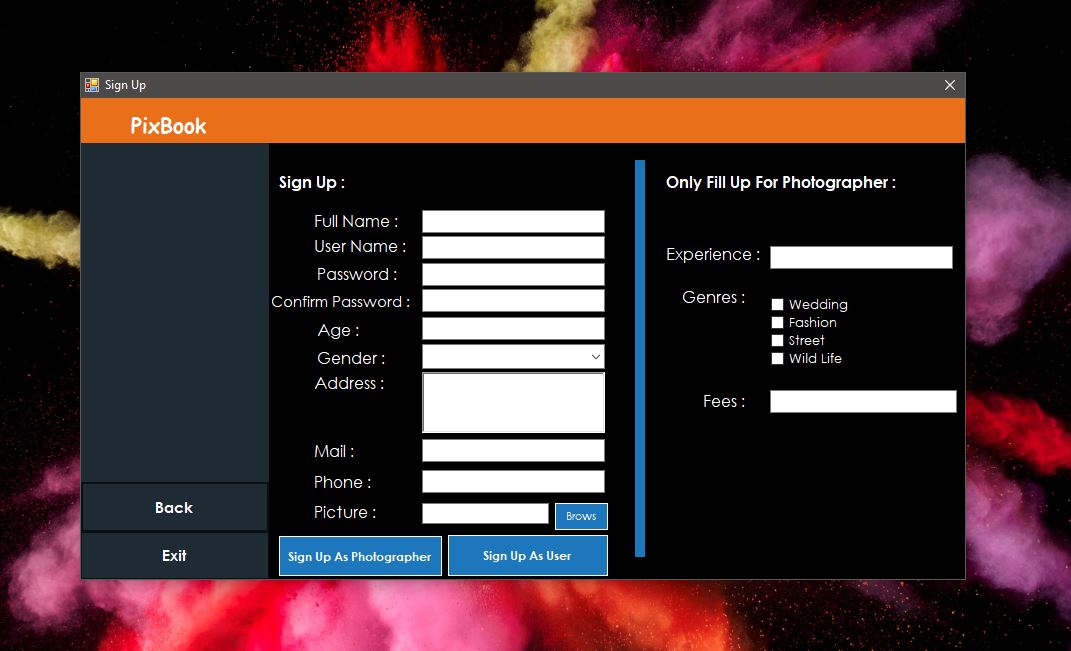 Sign Up
PixBook
Sign Up :
Full Name :
User Name :
Password :
Confirm Password :
Age :
Gender :
Address :
Mail :
Phone :
Picture :
Brows
Sign Up As Photographer
Sign Up As User
Only Fill Up For Photographer :
Experience :
Genres :
Wedding
Fashion
Street
Wild Life
Fees :
Back
Exit